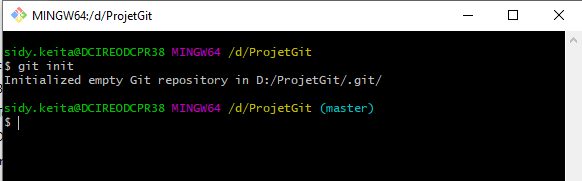 MINGW64:/d/ProjetGit
sidy.keita@DCIREODCPR38 MINGW64 /d/ProjetGit
$ git init
Initialized empty Git repository in D:/ProjetGit/.git/
sidy.keita@DCIREODCPR38 MINGW64 /d/ProjetGit (master)
$